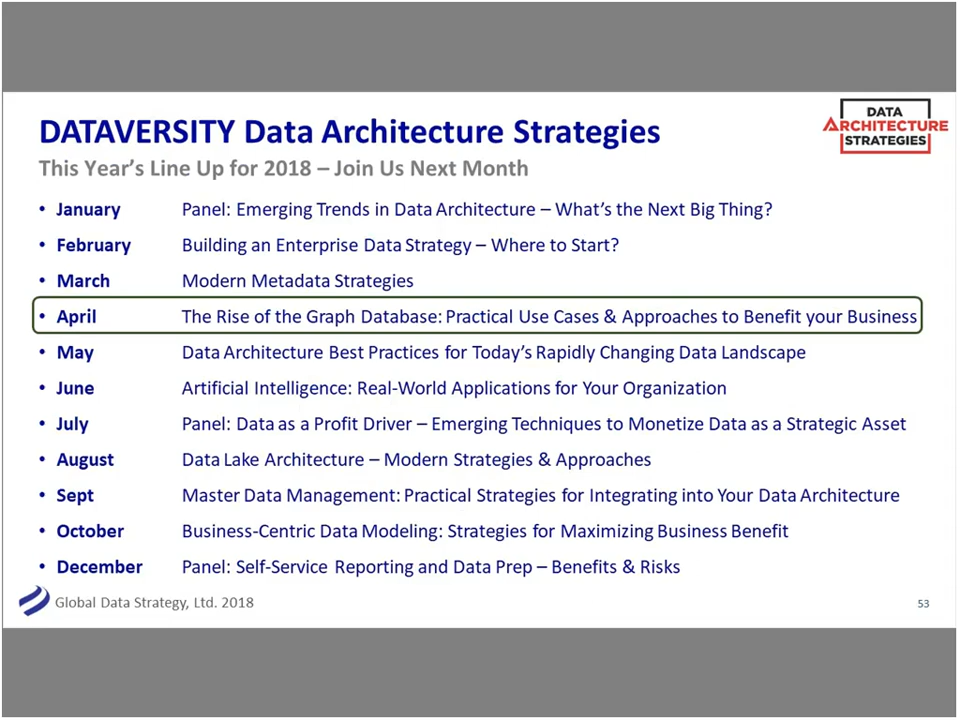 DATAVERSITY Data Architecture Strategies
DATA
ARCHITECTURE
STRATEGIES
This Year's Line Up for 2018 – Join Us Next Month
• January Panel: Emerging Trends in Data Architecture – What's the Next Big Thing?
• February Building an Enterprise Data Strategy – Where to Start?
• March Modern Metadata Strategies
• April The Rise of the Graph Database: Practical Use Cases & Approaches to Benefit your Business
• May Data Architecture Best Practices for Today's Rapidly Changing Data Landscape
• June Artificial Intelligence: Real-World Applications for Your Organization
• July Panel: Data as a Profit Driver – Emerging Techniques to Monetize Data as a Strategic Asset
• August Data Lake Architecture – Modern Strategies & Approaches
• Sept Master Data Management: Practical Strategies for Integrating into Your Data Architecture
• October Business-Centric Data Modeling: Strategies for Maximizing Business Benefit
• December Panel: Self-Service Reporting and Data Prep – Benefits & Risks
Global Data Strategy, Ltd. 2018
53